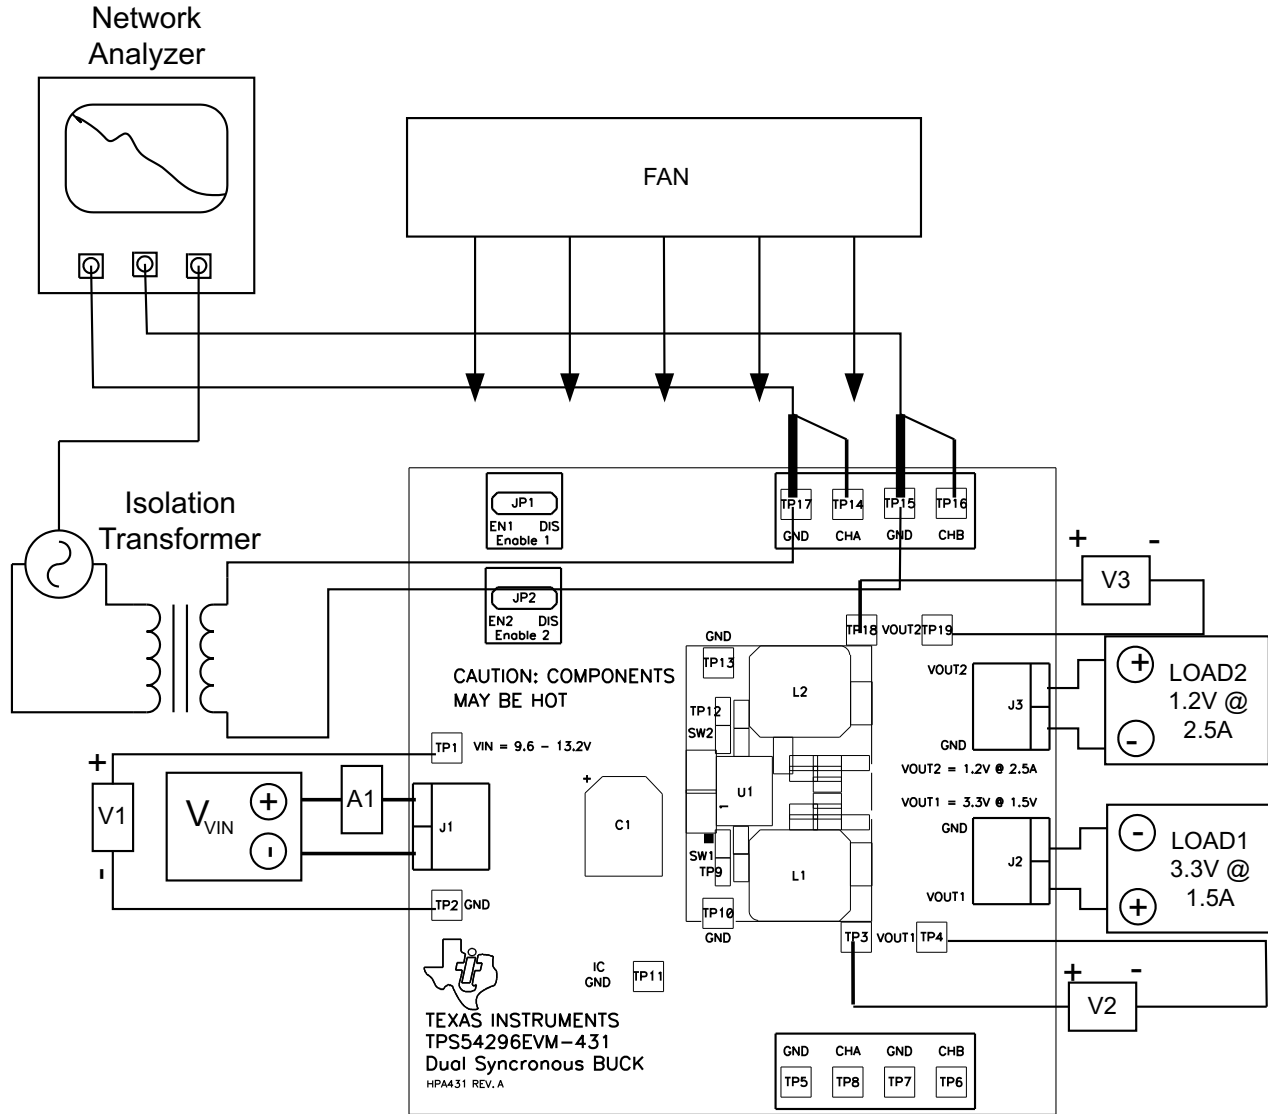 Network
Analyzer
FAN
Isolation
Transformer
JP1
EN1 DIS
Enable 1
JP2
EN2 DIS
Enable 2
TP17 TP14 TP15 TP16
GND CHA GND CHB
+ -
V3
TP18 VOUT2 TP19
GND
TP13
L2
TP12
SW2
CAUTION: COMPONENTS
MAY BE HOT
VOUT2
J3
GND
+
-
LOAD2
1.2V @
2.5A
TP1 VIN = 9.6 - 13.2V
VOUT2 = 1.2V @ 2.5A
VOUT1 = 3.3V @ 1.5V
+
V1
-
VVIN
+
-
A1
J1
+
C1
U1
1
SW1
TP9
L1
GND
J2
VOUT1
-
+
LOAD1
3.3V @
1.5A
TP2 GND
TP10
GND
TP3 VOUT1 TP4
IC
GND
TP11
+ -
V2
TEXAS INSTRUMENTS
TPS54296EVM-431
Dual Syncronous BUCK
HPA431 REV. A
GND CHA GND CHB
TP5 TP8 TP7 TP6